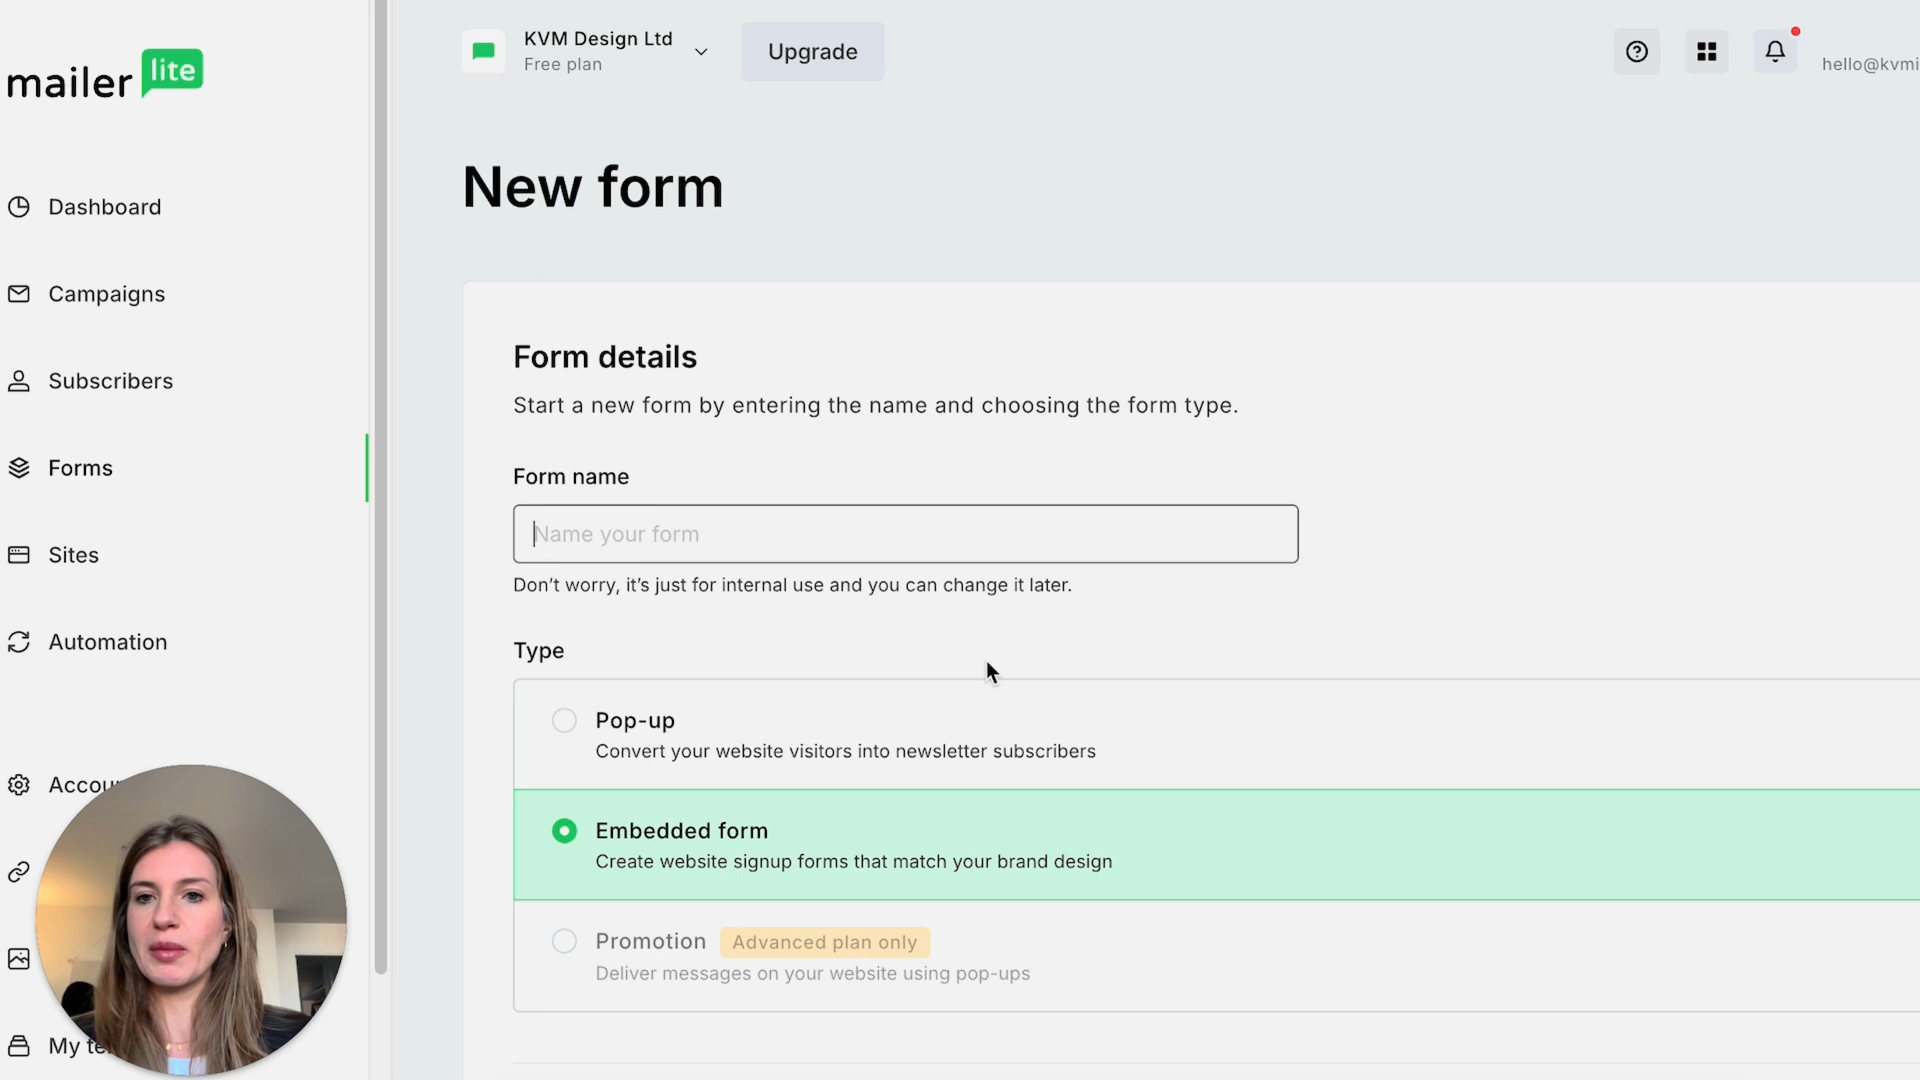 mailer lite
Dashboard
Campaigns
Subscribers
Forms
Sites
Automation
KVM Design Ltd
Free plan
Upgrade
New form
Form details
Start a new form by entering the name and choosing the form type.
Form name
Name your form
Don’t worry, it’s just for internal use and you can change it later.
Type
Pop-up
Convert your website visitors into newsletter subscribers
Embedded form
Create website signup forms that match your brand design
Promotion Advanced plan only
Deliver messages on your website using pop-ups
My